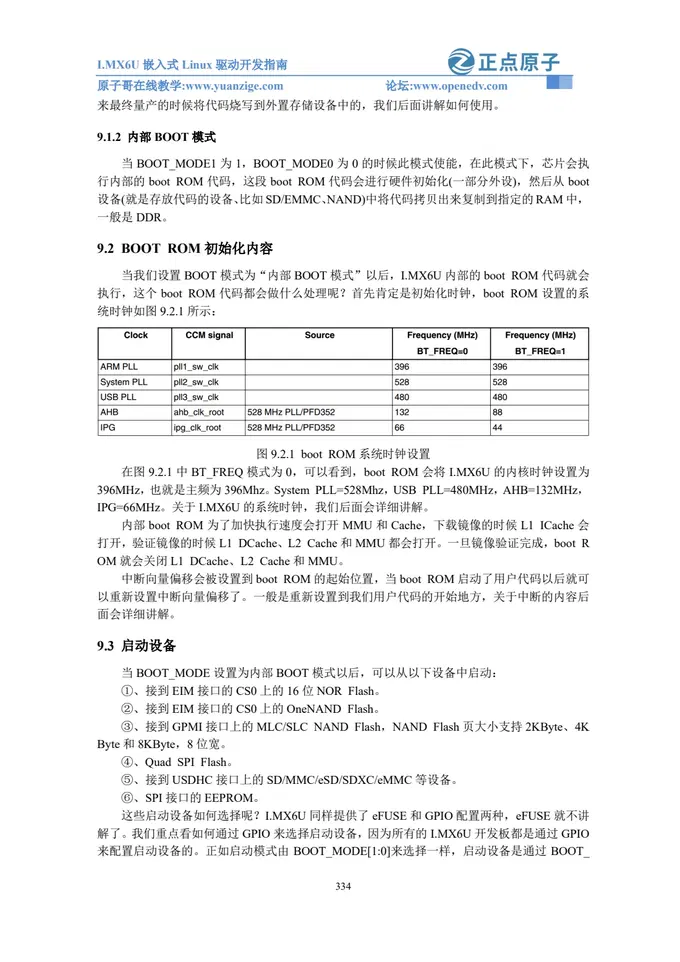 I.MX6U 嵌入式 Linux 驱动开发指南
正点原子
原子哥在线教学:www.yuanzige.com 论坛:www.openedv.com
来最终量产的时候将代码烧写到外置存储设备中的，我们后面讲解如何使用。
9.1.2 内部 BOOT 模式
当 BOOT_MODE1 为 1，BOOT_MODE0 为 0 的时候此模式使能，在此模式下，芯片会执
行内部的 boot ROM 代码，这段 boot ROM 代码会进行硬件初始化(一部分外设)，然后从 boot
设备(就是存放代码的设备、比如 SD/EMMC、NAND)中将代码拷贝出来复制到指定的 RAM 中，
一般是 DDR。
9.2 BOOT ROM 初始化内容
当我们设置 BOOT 模式为“内部 BOOT 模式”以后，I.MX6U 内部的 boot ROM 代码就会
执行，这个 boot ROM 代码都会做什么处理呢？首先肯定是初始化时钟，boot ROM 设置的系
统时钟如图 9.2.1 所示：
Clock CCM signal Source Frequency (MHz) Frequency (MHz)
BT_FREQ=0 BT_FREQ=1
ARM PLL pll1_sw_clk 396 396
System PLL pll2_sw_clk 528 528
USB PLL pll3_sw_clk 480 480
AHB ahb_clk_root 528 MHz PLL/PFD352 132 88
IPG ipg_clk_root 528 MHz PLL/PFD352 66 44
图 9.2.1 boot ROM 系统时钟设置
在图 9.2.1 中 BT_FREQ 模式为 0，可以看到，boot ROM 会将 I.MX6U 的内核时钟设置为
396MHz，也就是主频为 396Mhz。System PLL=528Mhz，USB PLL=480MHz，AHB=132MHz，
IPG=66MHz。关于 I.MX6U 的系统时钟，我们后面会详细讲解。
内部 boot ROM 为了加快执行速度会打开 MMU 和 Cache，下载镜像的时候 L1 ICache 会
打开，验证镜像的时候 L1 DCache、L2 Cache 和 MMU 都会打开。一旦镜像验证完成，boot R
OM 就会关闭 L1 DCache、L2 Cache 和 MMU。
中断向量偏移会被设置到 boot ROM 的起始位置，当 boot ROM 启动了用户代码以后就可
以重新设置中断向量偏移了。一般是重新设置到我们用户代码的开始地方，关于中断的内容后
面会详细讲解。
9.3 启动设备
当 BOOT_MODE 设置为内部 BOOT 模式以后，可以从以下设备中启动：
①、接到 EIM 接口的 CS0 上的 16 位 NOR Flash。
②、接到 EIM 接口的 CS0 上的 OneNAND Flash。
③、接到 GPMI 接口上的 MLC/SLC NAND Flash，NAND Flash 页大小支持 2KByte、4K
Byte 和 8KByte，8 位宽。
④、Quad SPI Flash。
⑤、接到 USDHC 接口上的 SD/MMC/eSD/SDXC/eMMC 等设备。
⑥、SPI 接口的 EEPROM。
这些启动设备如何选择呢？I.MX6U 同样提供了 eFUSE 和 GPIO 配置两种，eFUSE 就不讲
解了。我们重点看如何通过 GPIO 来选择启动设备，因为所有的 I.MX6U 开发板都是通过 GPIO
来配置启动设备的。正如启动模式由 BOOT_MODE[1:0]来选择一样，启动设备是通过 BOOT_
334